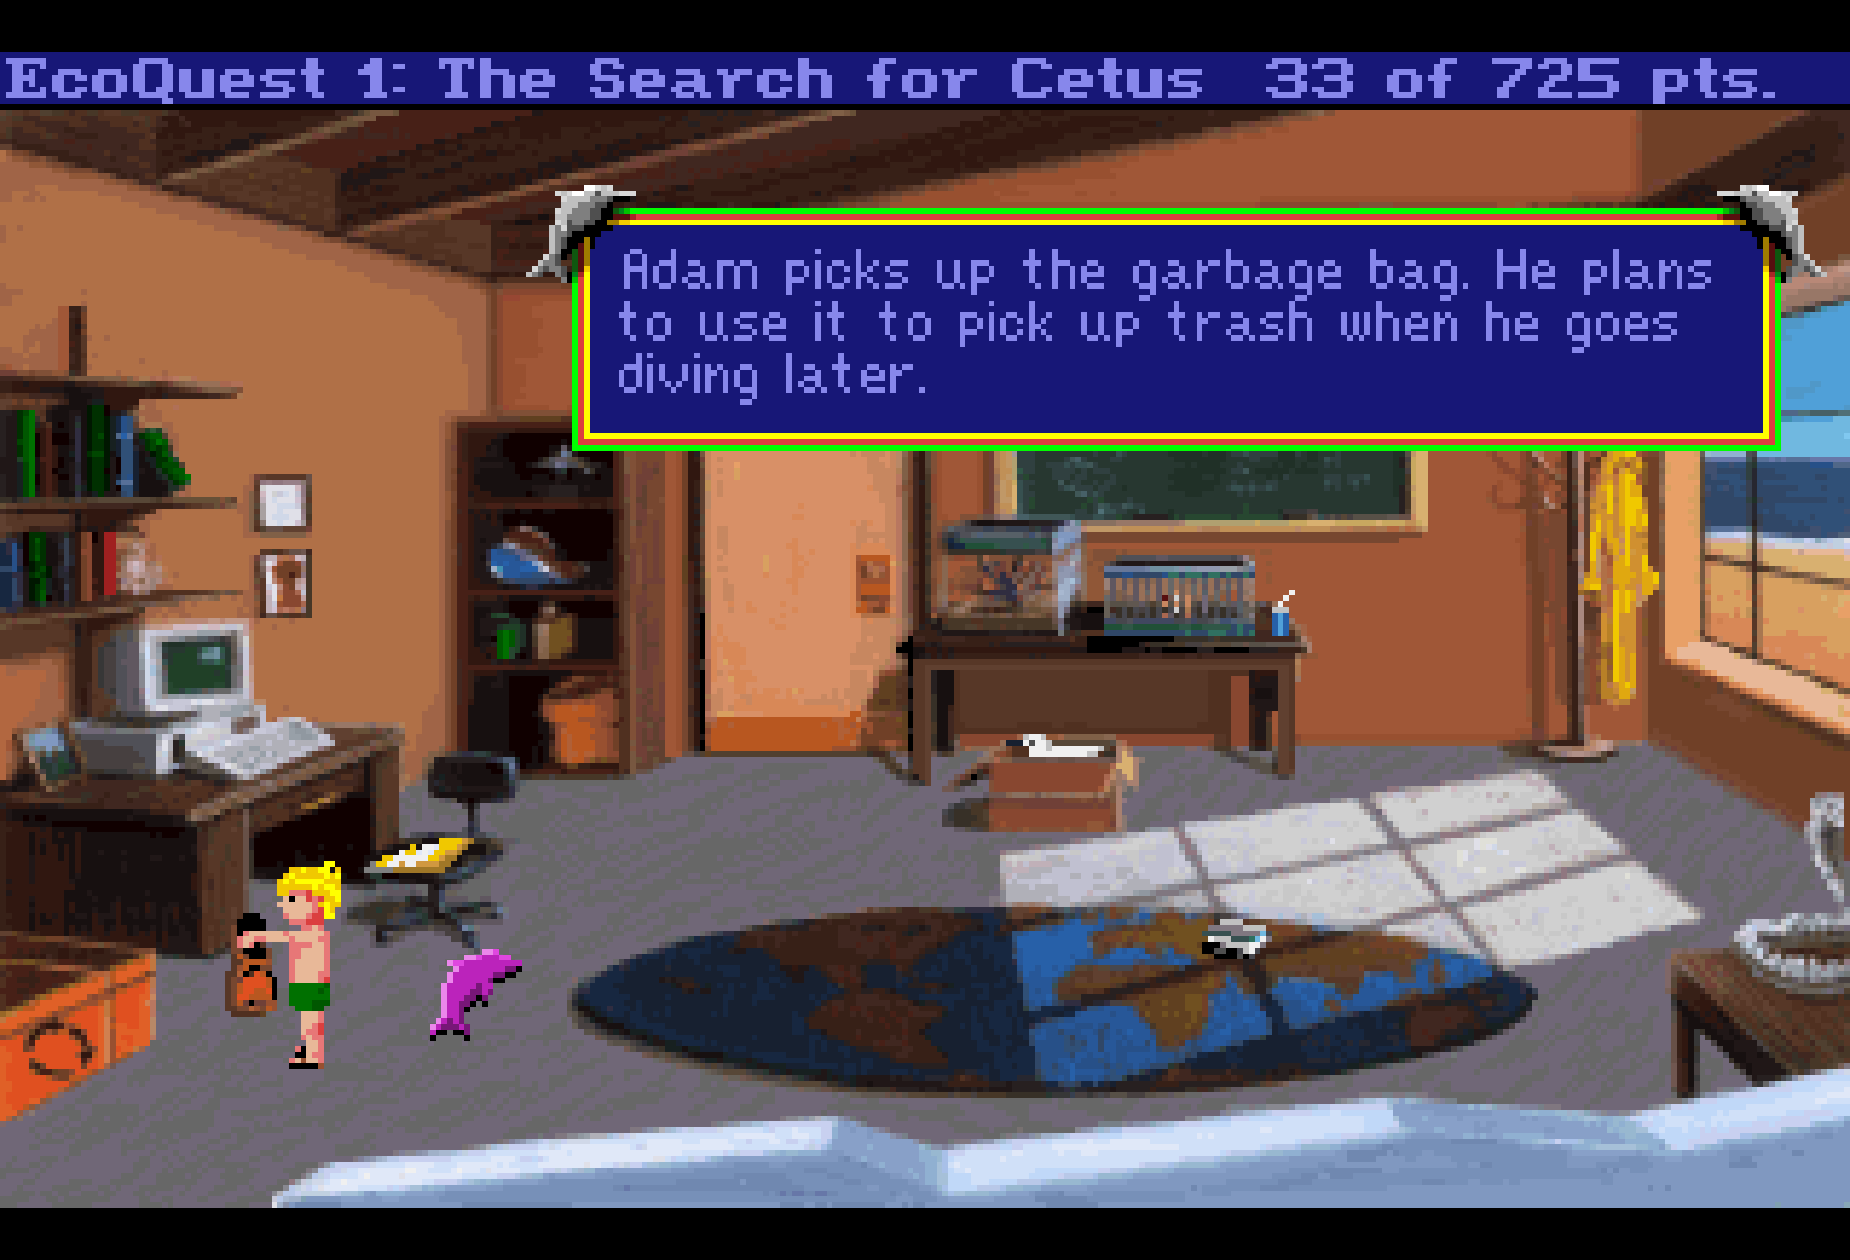 EcoQuest 1: The Search for Cetus 33 of 725 pts.
Adam picks up the garbage bag. He plans
to use it to pick up trash when he goes
diving later.